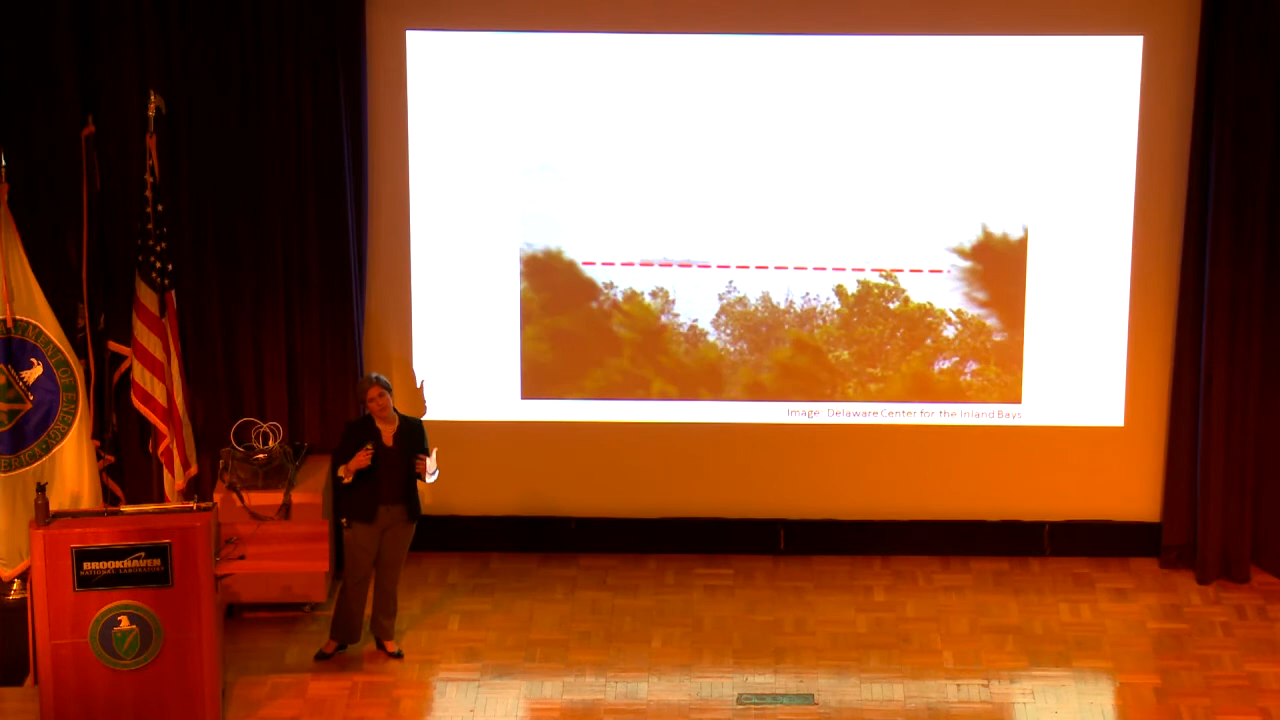 Image: Delaware Center for the Inland Bays
BROOKHAVEN
NATIONAL LABORATORY